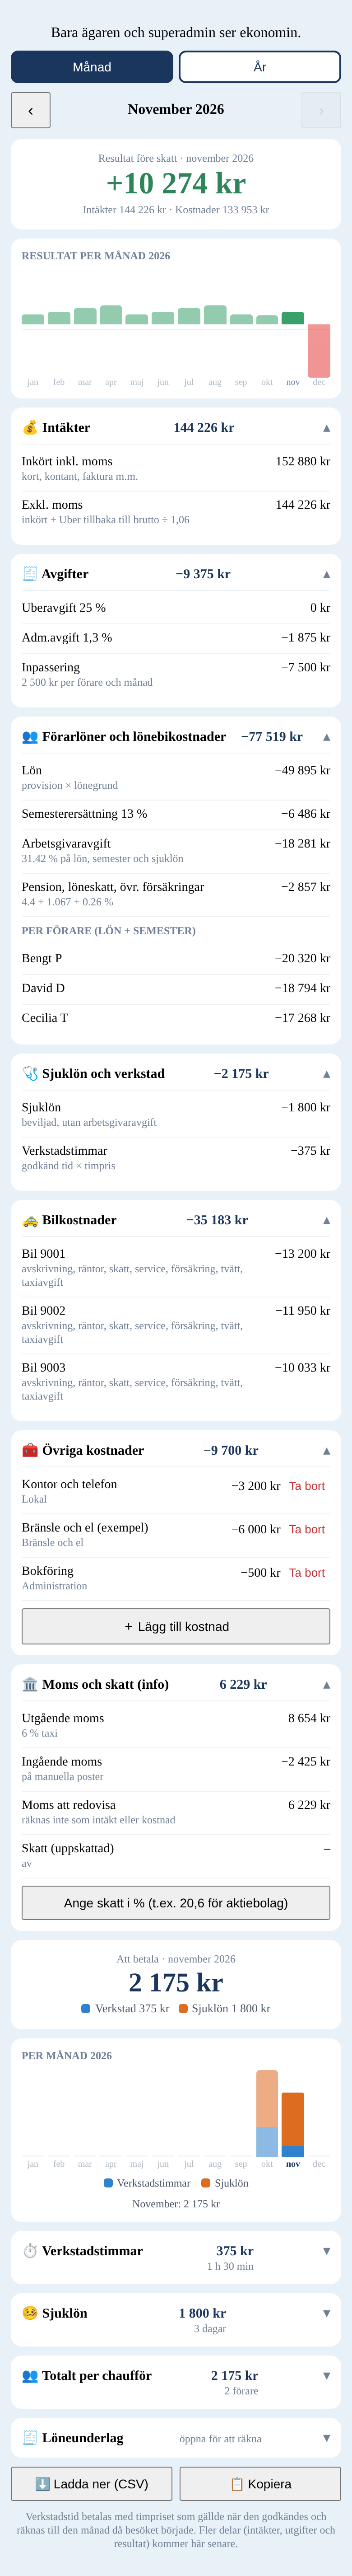 Bara ägaren och superadmin ser ekonomin.
Månad År
‹ November 2026 ›
Resultat före skatt · november 2026
+10 274 kr
Intäkter 144 226 kr · Kostnader 133 953 kr
RESULTAT PER MÅNAD 2026
jan feb mar apr maj jun jul aug sep okt nov dec
💰 Intäkter 144 226 kr ▲
Inkört inkl. moms 152 880 kr
kort, kontant, faktura m.m.
Exkl. moms 144 226 kr
inkört + Uber tillbaka till brutto ÷ 1,06
🧾 Avgifter −9 375 kr ▲
Uberavgift 25 % 0 kr
Adm.avgift 1,3 % −1 875 kr
Inpassering −7 500 kr
2 500 kr per förare och månad
👥 Förarlöner och lönebikostnader −77 519 kr ▲
Lön −49 895 kr
provision × lönegrund
Semesterersättning 13 % −6 486 kr
Arbetsgivaravgift −18 281 kr
31.42 % på lön, semester och sjuklön
Pension, löneskatt, övr. försäkringar −2 857 kr
4.4 + 1.067 + 0.26 %
PER FÖRARE (LÖN + SEMESTER)
Bengt P −20 320 kr
David D −18 794 kr
Cecilia T −17 268 kr
🩺 Sjuklön och verkstad −2 175 kr ▲
Sjuklön −1 800 kr
beviljad, utan arbetsgivaravgift
Verkstadstimmar −375 kr
godkänd tid × timpris
🚕 Bilkostnader −35 183 kr ▲
Bil 9001 −13 200 kr
avskrivning, räntor, skatt, service, försäkring, tvätt,
taxiavgift
Bil 9002 −11 950 kr
avskrivning, räntor, skatt, service, försäkring, tvätt,
taxiavgift
Bil 9003 −10 033 kr
avskrivning, räntor, skatt, service, försäkring, tvätt,
taxiavgift
🧰 Övriga kostnader −9 700 kr ▲
Kontor och telefon −3 200 kr Ta bort
Lokal
Bränsle och el (exempel) −6 000 kr Ta bort
Bränsle och el
Bokföring −500 kr Ta bort
Administration
+ Lägg till kostnad
🏛️ Moms och skatt (info) 6 229 kr ▲
Utgående moms 8 654 kr
6 % taxi
Ingående moms −2 425 kr
på manuella poster
Moms att redovisa 6 229 kr
räknas inte som intäkt eller kostnad
Skatt (uppskattad) –
av
Ange skatt i % (t.ex. 20,6 för aktiebolag)
Att betala · november 2026
2 175 kr
Verkstad 375 kr Sjuklön 1 800 kr
PER MÅNAD 2026
jan feb mar apr maj jun jul aug sep okt nov dec
Verkstadstimmar Sjuklön
November: 2 175 kr
⏱️ Verkstadstimmar 375 kr ▼
1 h 30 min
🤒 Sjuklön 1 800 kr ▼
3 dagar
👥 Totalt per chaufför 2 175 kr ▼
2 förare
🧾 Löneunderlag öppna för att räkna ▼
⬇️ Ladda ner (CSV) 📋 Kopiera
Verkstadstid betalas med timpriset som gällde när den godkändes och
räknas till den månad då besöket började. Fler delar (intäkter, utgifter och
resultat) kommer här senare.